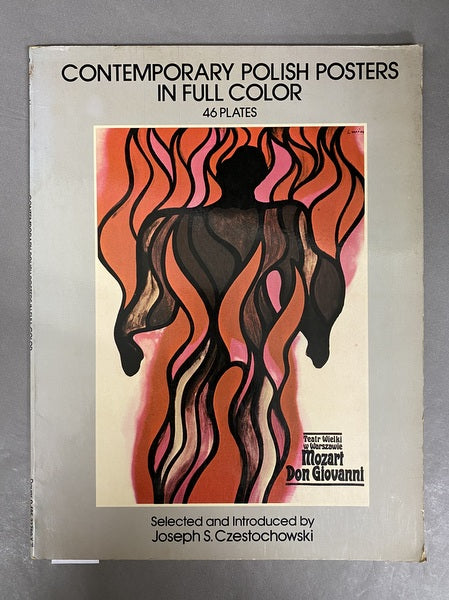 CONTEMPORARY POLISH POSTERS
IN FULL COLOR
46 PLATES
Teatr Wielki
w Warszawie
Mozart
Don Giovanni
Selected and Introduced by
Joseph S. Czestochowski